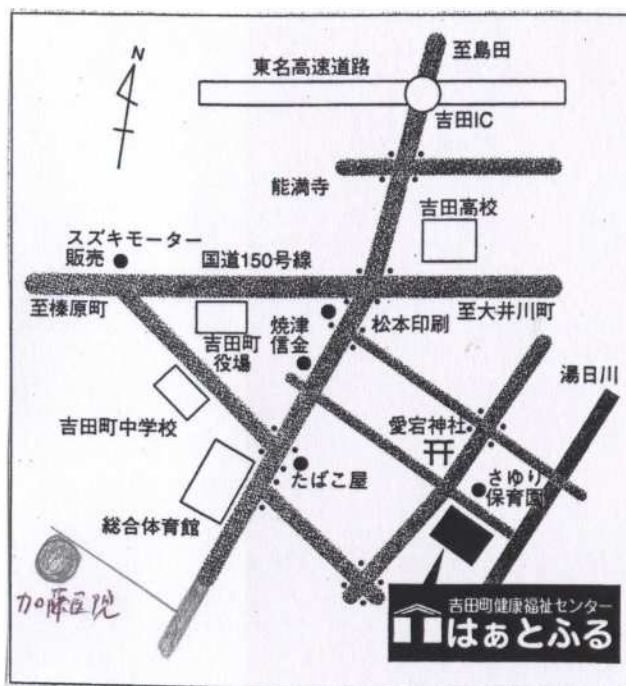 至島田
N
東名高速道路
吉田IC
能満寺
吉田高校
スズキモーター
販売
国道150号線
至榛原町
至大井川町
焼津
信金
松本印刷
吉田町
役場
湯日川
吉田町中学校
愛宕神社
たばこ屋
さゆり
保育園
総合体育館
加藤医院
吉田町健康福祉センター
はぁとふる